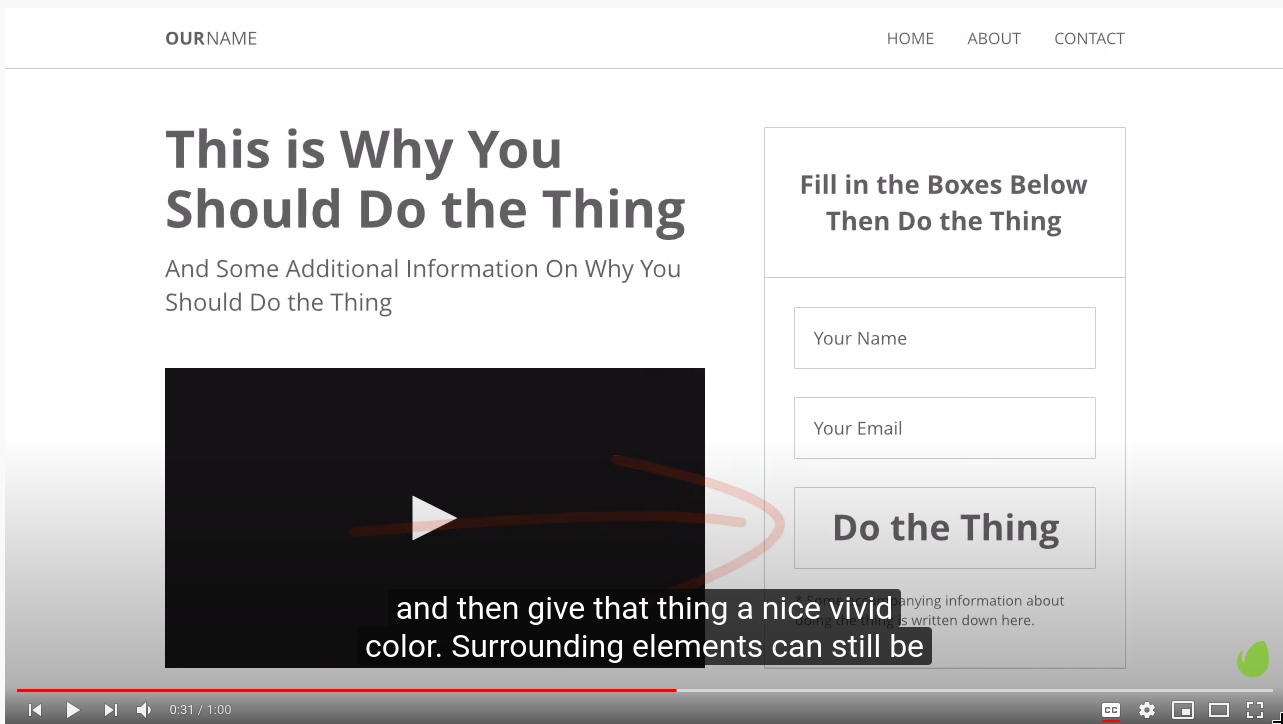 OURNAME
HOME ABOUT CONTACT
This is Why You
Should Do the Thing
And Some Additional Information On Why You
Should Do the Thing
Fill in the Boxes Below
Then Do the Thing
Your Name
Your Email
Do the Thing
* Some accompanying information about
doing the thing is written down here.
and then give that thing a nice vivid
color. Surrounding elements can still be
0:31 / 1:00
CC